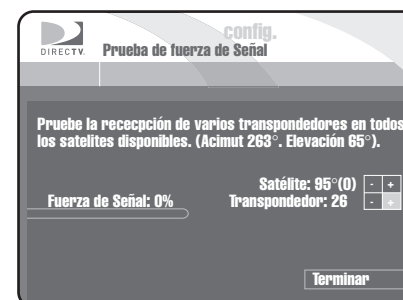 config.
DIRECTV.
Prueba de fuerza de Señal
Pruebe la rececpción de varios transpondedores en todos
los satelites disponibles. (Acimut 263°. Elevación 65°).
Satélite: 95°(0) - +
Fuerza de Señal: 0% Transpondedor: 26 - +
Terminar